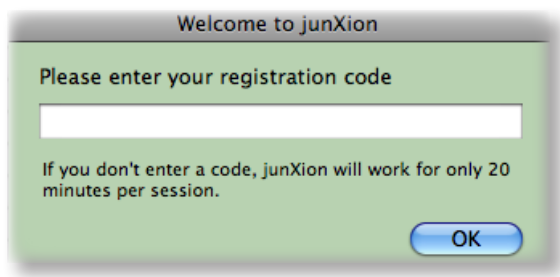 Welcome to junXion
Please enter your registration code
If you don't enter a code, junXion will work for only 20
minutes per session.
OK